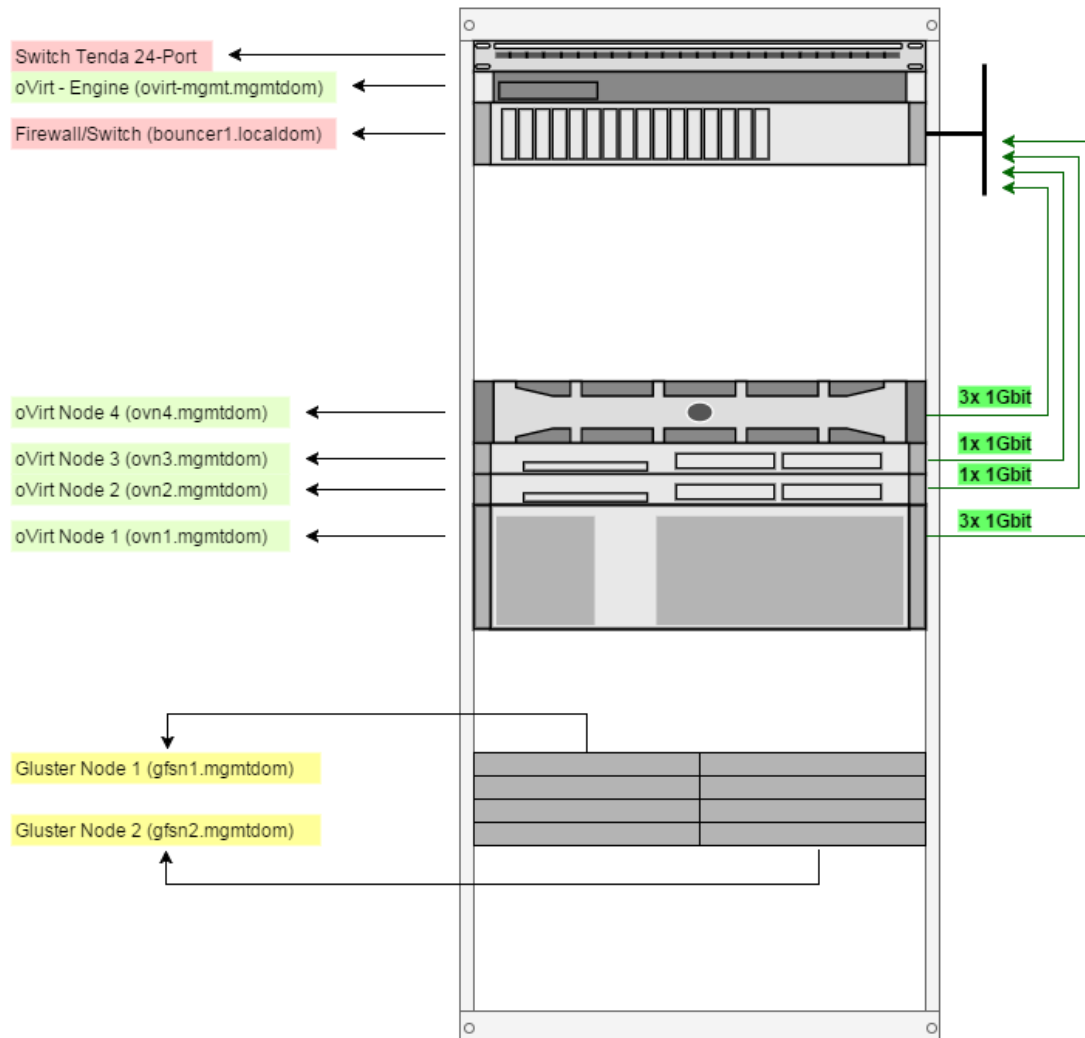 Switch Tenda 24-Port
oVirt - Engine (ovirt-mgmt.mgmtdom)
Firewall/Switch (bouncer1.localdom)
oVirt Node 4 (ovn4.mgmtdom)
3x 1Gbit
oVirt Node 3 (ovn3.mgmtdom)
1x 1Gbit
oVirt Node 2 (ovn2.mgmtdom)
1x 1Gbit
oVirt Node 1 (ovn1.mgmtdom)
3x 1Gbit
Gluster Node 1 (gfsn1.mgmtdom)
Gluster Node 2 (gfsn2.mgmtdom)